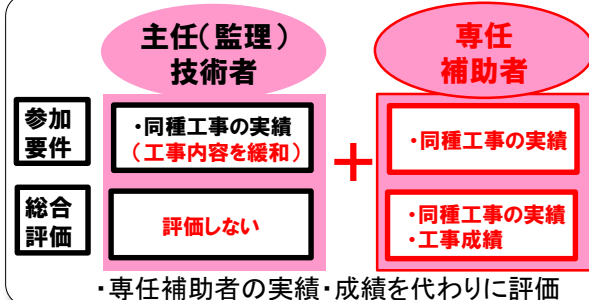 主任(監理)
技術者
専任
補助者
参加
要件
・同種工事の実績
(工事内容を緩和)
+
・同種工事の実績
総合
評価
評価しない
・同種工事の実績
・工事成績
・専任補助者の実績・成績を代わりに評価